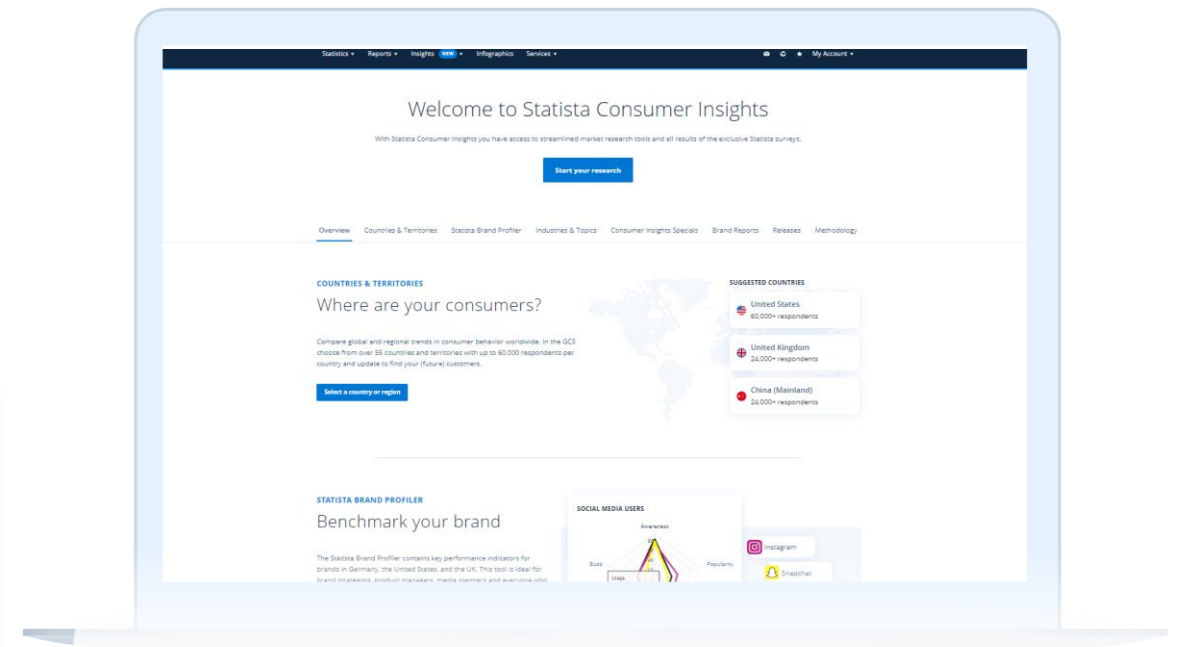 Statistics Reports Insights NEW Infographics Services My Account
Welcome to Statista Consumer Insights
With Statista Consumer Insights you have access to streamlined market research tools and all results of the exclusive Statista surveys.
Start your research
Overview Countries & Territories Statista Brand Profiler Industries & Topics Consumer Insights Specials Brand Reports Releases Methodology
COUNTRIES & TERRITORIES
Where are your consumers?
Compare global and regional trends in consumer behavior worldwide. In the GCS
choose from over 55 countries and territories with up to 60,000 respondents per
country and update to find your (future) customers.
Select a country or region
SUGGESTED COUNTRIES
United States
60,000+ respondents
United Kingdom
24,000+ respondents
China (Mainland)
24,000+ respondents
STATISTA BRAND PROFILER
Benchmark your brand
The Statista Brand Profiler contains key performance indicators for
brands in Germany, the United States, and the UK. This tool is ideal for
brand strategists, product managers, media planners and everyone who
SOCIAL MEDIA USERS
Awareness
Buzz
Popularity
Instagram
Snapchat